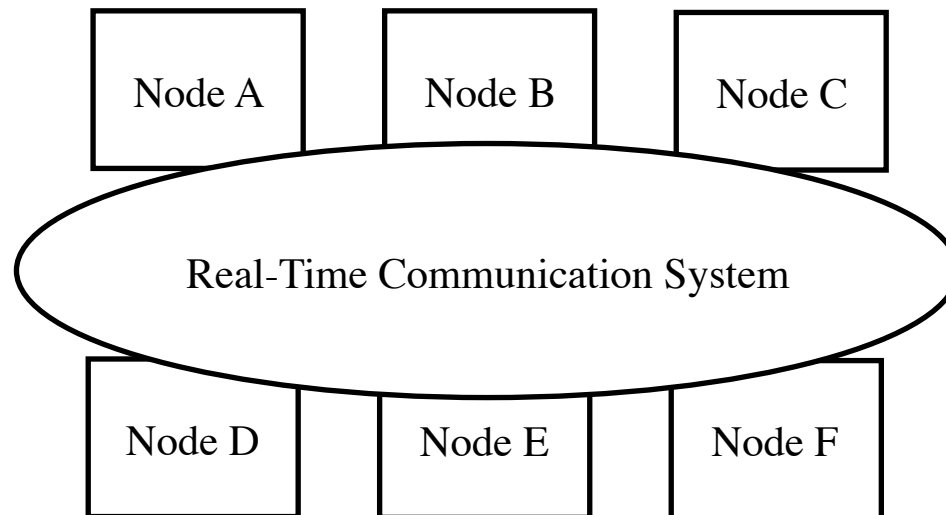 Node A
Node B
Node C
Real-Time Communication System
Node D
Node E
Node F